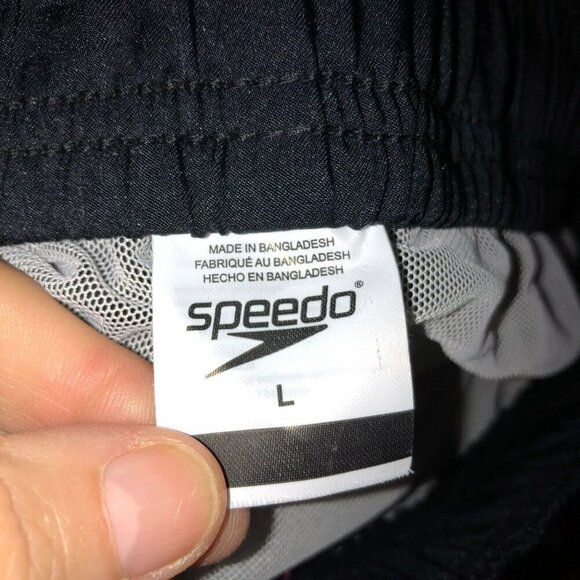 MADE IN BANGLADESH
FABRIQUÉ AU BANGLADESH
HECHO EN BANGLADESH
speedo®
L